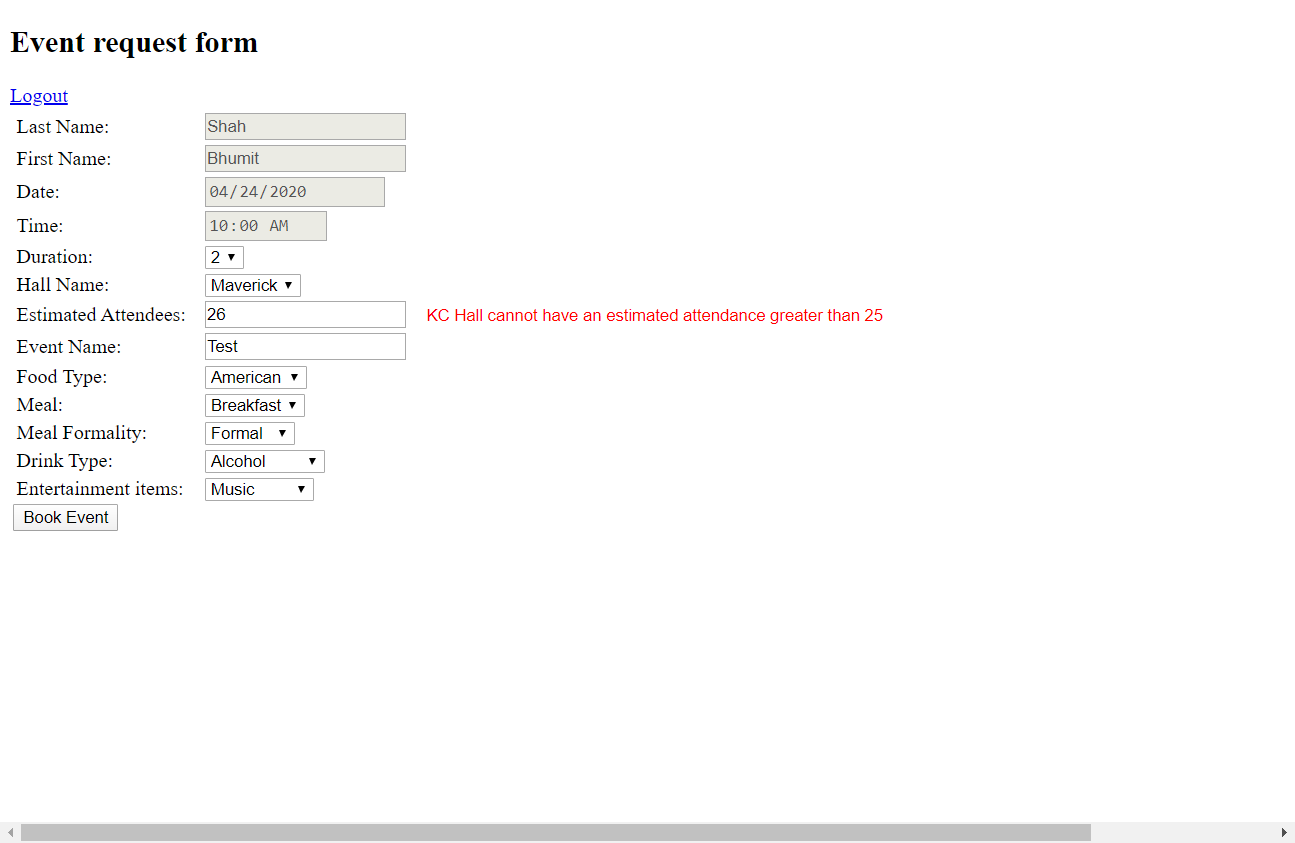 Event request form
Logout
Last Name: Shah
First Name: Bhumit
Date: 04/24/2020
Time: 10:00 AM
Duration: 2
Hall Name: Maverick
Estimated Attendees: 26 KC Hall cannot have an estimated attendance greater than 25
Event Name: Test
Food Type: American
Meal: Breakfast
Meal Formality: Formal
Drink Type: Alcohol
Entertainment items: Music
Book Event